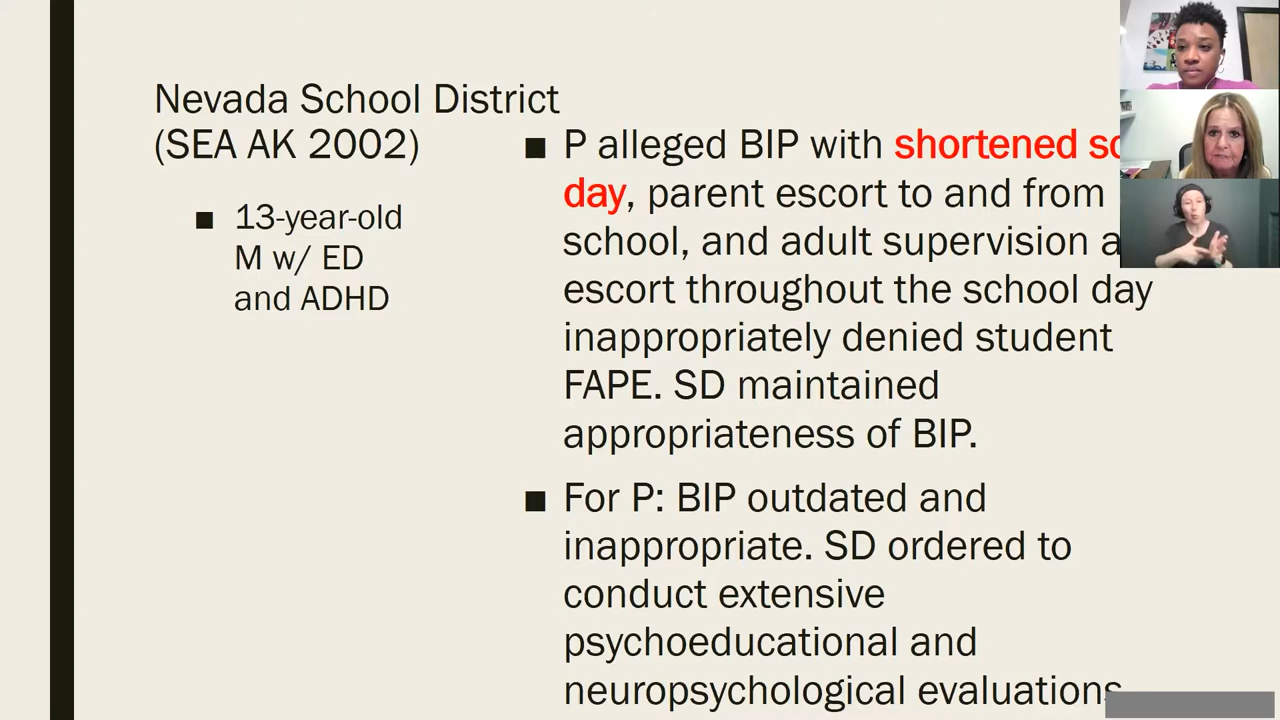 Nevada School District
(SEA AK 2002)
■ 13-year-old
M w/ ED
and ADHD
■ P alleged BIP with shortened sc
day, parent escort to and from
school, and adult supervision a
escort throughout the school day
inappropriately denied student
FAPE. SD maintained
appropriateness of BIP.
■ For P: BIP outdated and
inappropriate. SD ordered to
conduct extensive
psychoeducational and
neuropsychological evaluations.